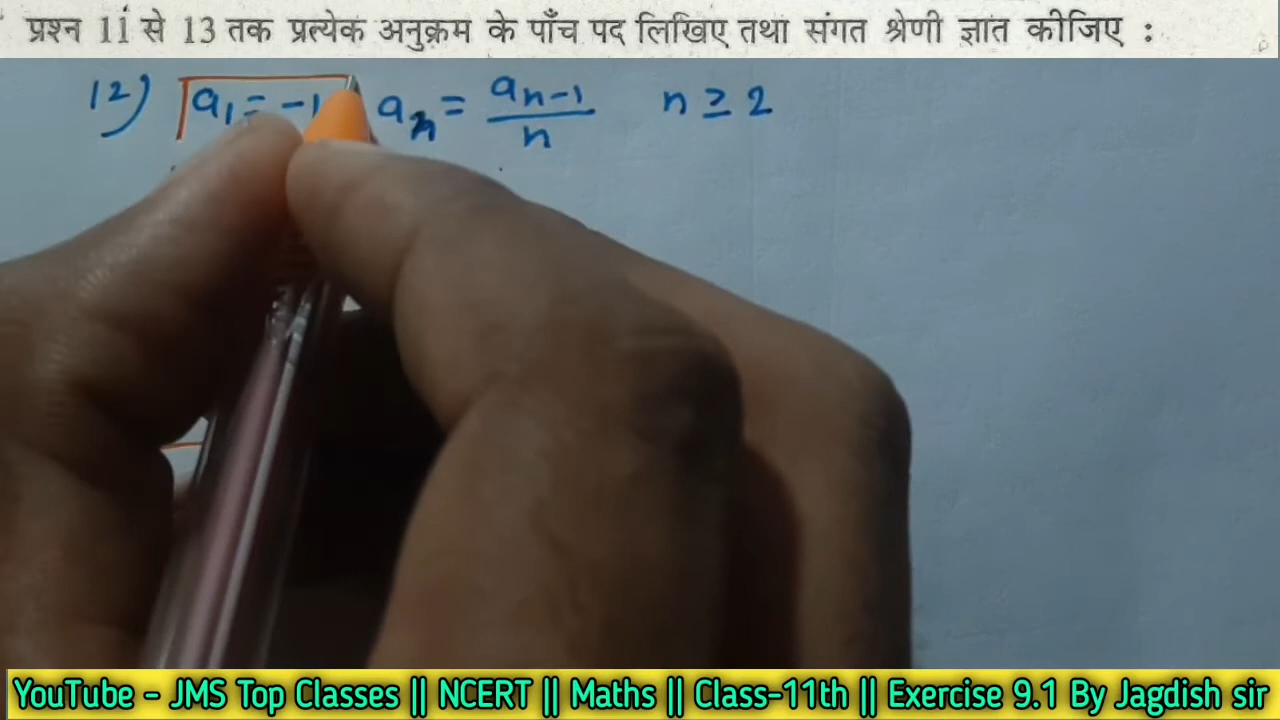 प्रश्न 11 से 13 तक प्रत्येक अनुक्रम के पाँच पद लिखिए तथा संगत श्रेणी ज्ञात कीजिए :
12) a₁ = -1 aₙ = aₙ₋₁/n n ≥ 2
YouTube - JMS Top Classes || NCERT || Maths || Class-11th || Exercise 9.1 By Jagdish sir